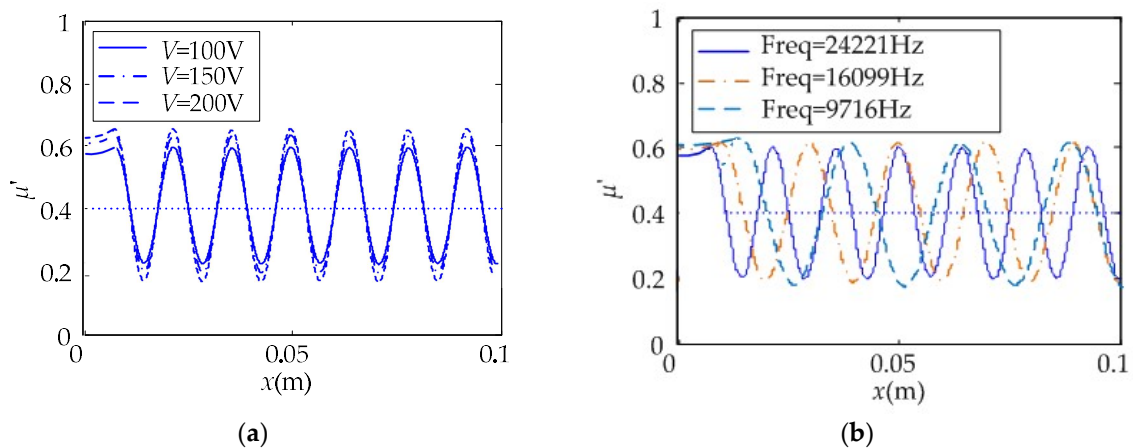 1
0.8
0.6
0.4
0.2
0
μ'
V=100V
V=150V
V=200V
0
0.05
0.1
x(m)
(a)
1
0.8
0.6
0.4
0.2
0
μ'
Freq=24221Hz
Freq=16099Hz
Freq=9716Hz
0
0.05
0.1
x(m)
(b)